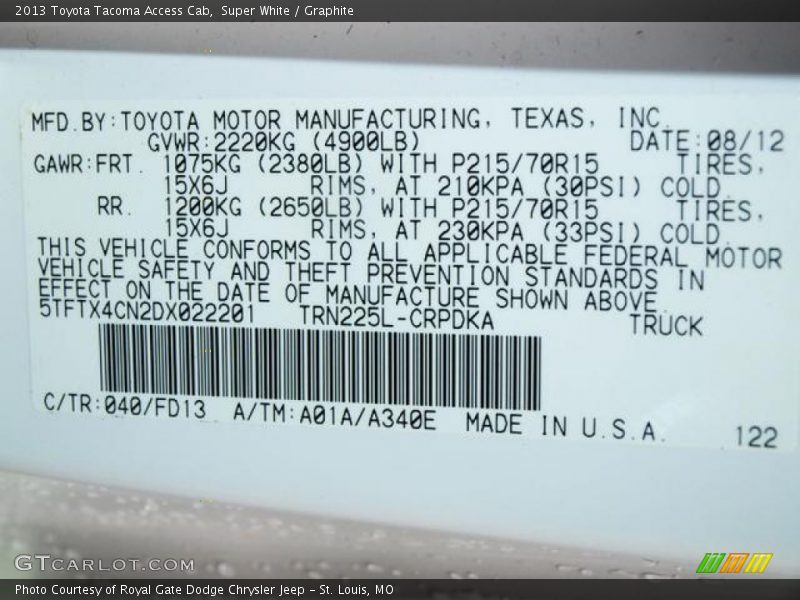 2013 Toyota Tacoma Access Cab,  Super White / Graphite
MFD.BY:TOYOTA MOTOR MANUFACTURING, TEXAS, INC.
GVWR:2220KG (4900LB) DATE:08/12
GAWR:FRT. 1075KG (2380LB) WITH P215/70R15 TIRES,
15X6J RIMS, AT 210KPA (30PSI) COLD
RR. 1200KG (2650LB) WITH P215/70R15 TIRES,
15X6J RIMS, AT 230KPA (33PSI) COLD
THIS VEHICLE CONFORMS TO ALL APPLICABLE FEDERAL MOTOR
VEHICLE SAFETY AND THEFT PREVENTION STANDARDS IN
EFFECT ON THE DATE OF MANUFACTURE SHOWN ABOVE.
5TFTX4CN2DX022201 TRN225L-CRPDKA TRUCK
C/TR:040/FD13 A/TM:A01A/A340E MADE IN U.S.A. 122
GTCARLOT.COM
Photo Courtesy of Royal Gate Dodge Chrysler Jeep - St. Louis, MO